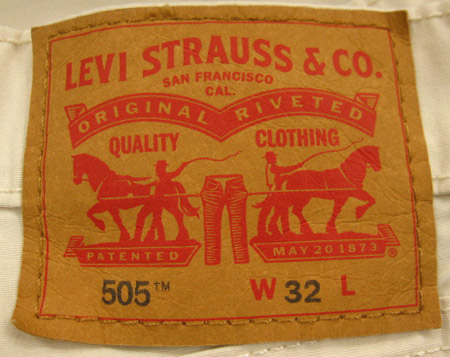 LEVI STRAUSS & CO.
SAN FRANCISCO
CAL.
ORIGINAL RIVETED
QUALITY CLOTHING
PATENTED MAY 20 1873 ®
505™ W 32 L